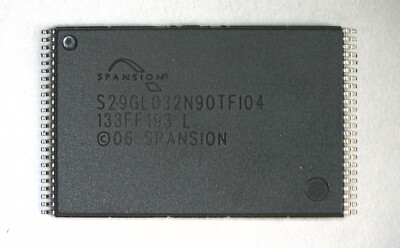 SPANSION
S29GL032N90TFI04
133FF193 L
©06 SPANSION